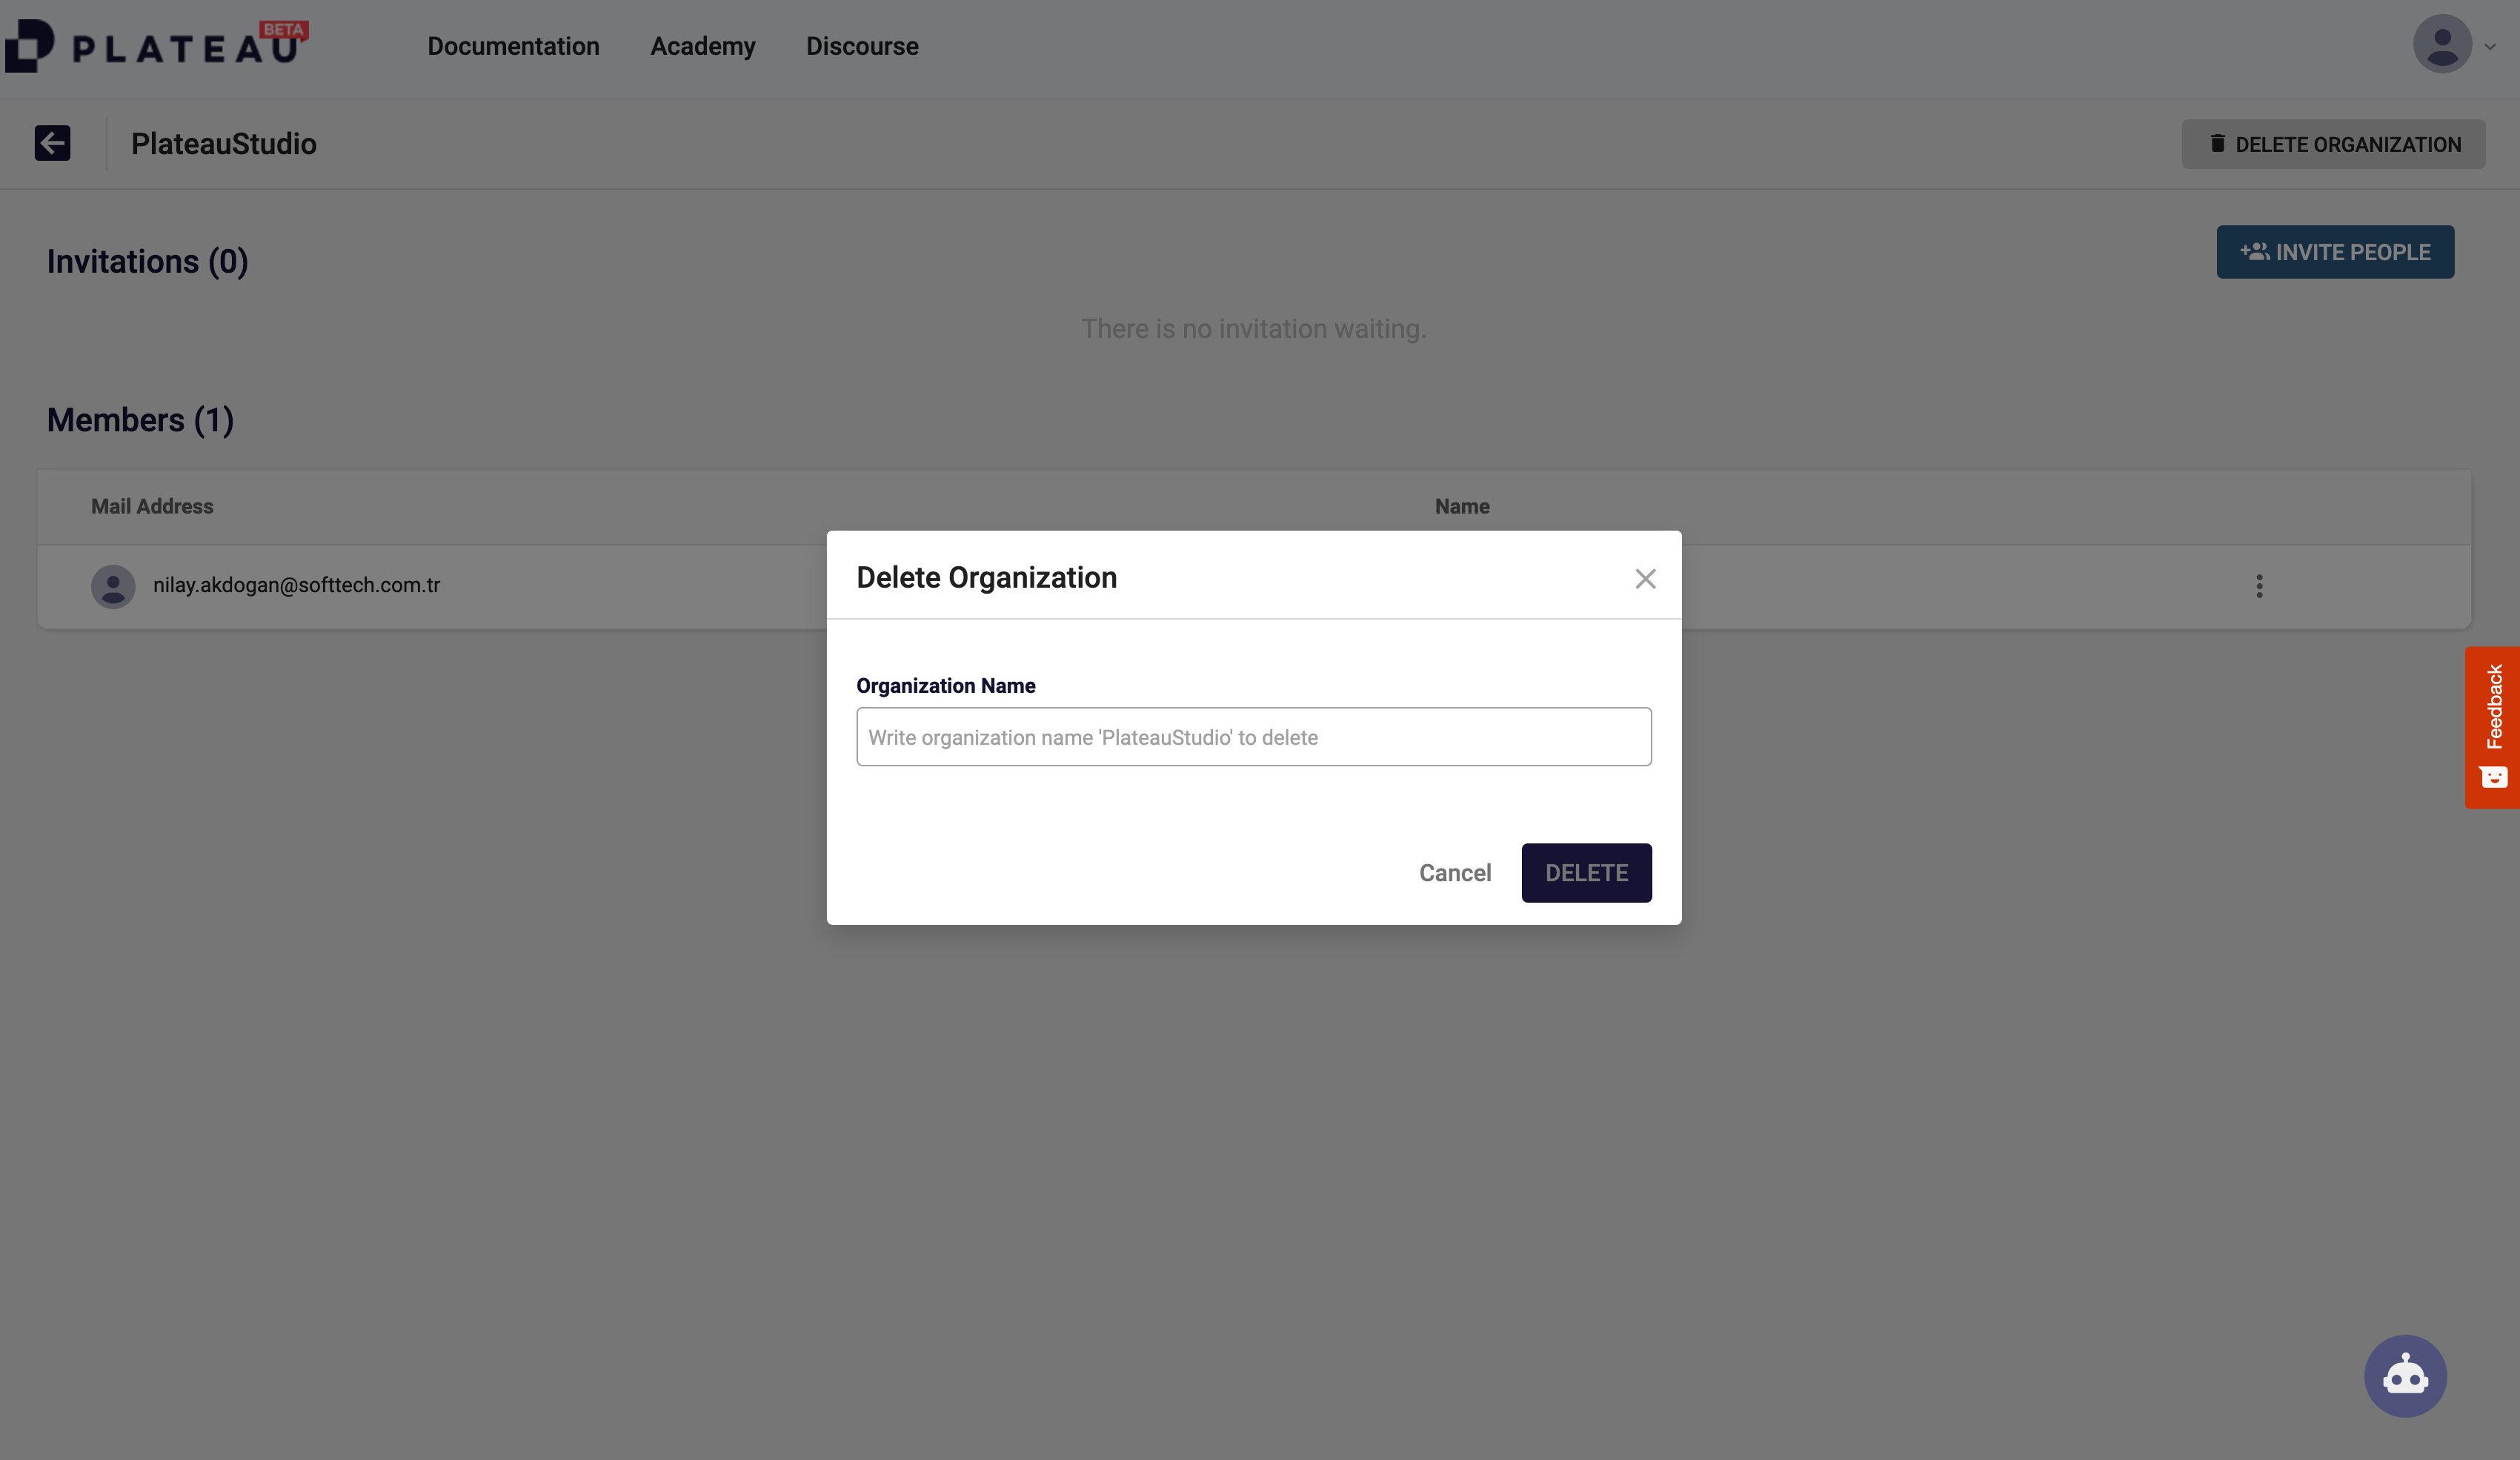 PLATEAU BETA
Documentation Academy Discourse
PlateauStudio
DELETE ORGANIZATION
Invitations (0)
INVITE PEOPLE
There is no invitation waiting.
Members (1)
Mail Address Name
nilay.akdogan@softtech.com.tr
Delete Organization
Organization Name
Write organization name 'PlateauStudio' to delete
Cancel DELETE
Feedback